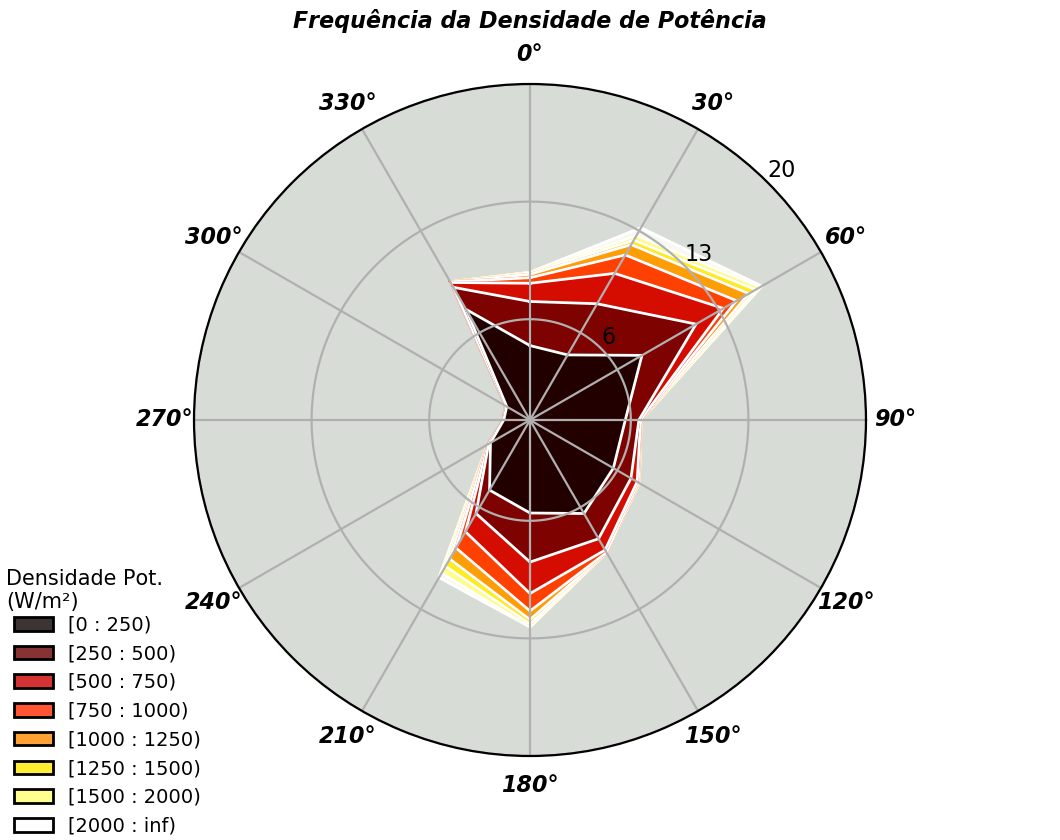 Frequência da Densidade de Potência
0°
330°
30°
20
300°
60°
13
6
270°
90°
240°
120°
210°
150°
180°
Densidade Pot.
(W/m²)
[0 : 250)
[250 : 500)
[500 : 750)
[750 : 1000)
[1000 : 1250)
[1250 : 1500)
[1500 : 2000)
[2000 : inf)